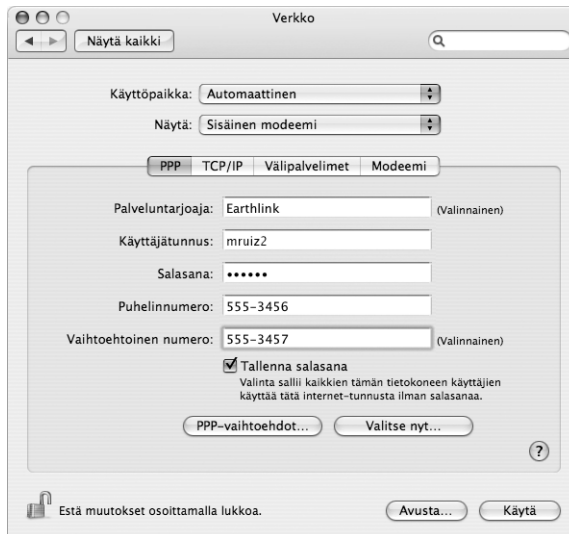 Verkko
Näytä kaikki
Käyttöpaikka: Automaattinen
Näytä: Sisäinen modeemi
PPP TCP/IP Välipalvelimet Modeemi
Palveluntarjoaja: Earthlink (Valinnainen)
Käyttäjätunnus: mruiz2
Salasana: ••••••
Puhelinnumero: 555-3456
Vaihtoehtoinen numero: 555-3457 (Valinnainen)
Tallenna salasana
Valinta sallii kaikkien tämän tietokoneen käyttäjien
käyttää tätä internet-tunnusta ilman salasanaa.
PPP-vaihtoehdot... Valitse nyt...
?
Estä muutokset osoittamalla lukkoa. Avusta... Käytä